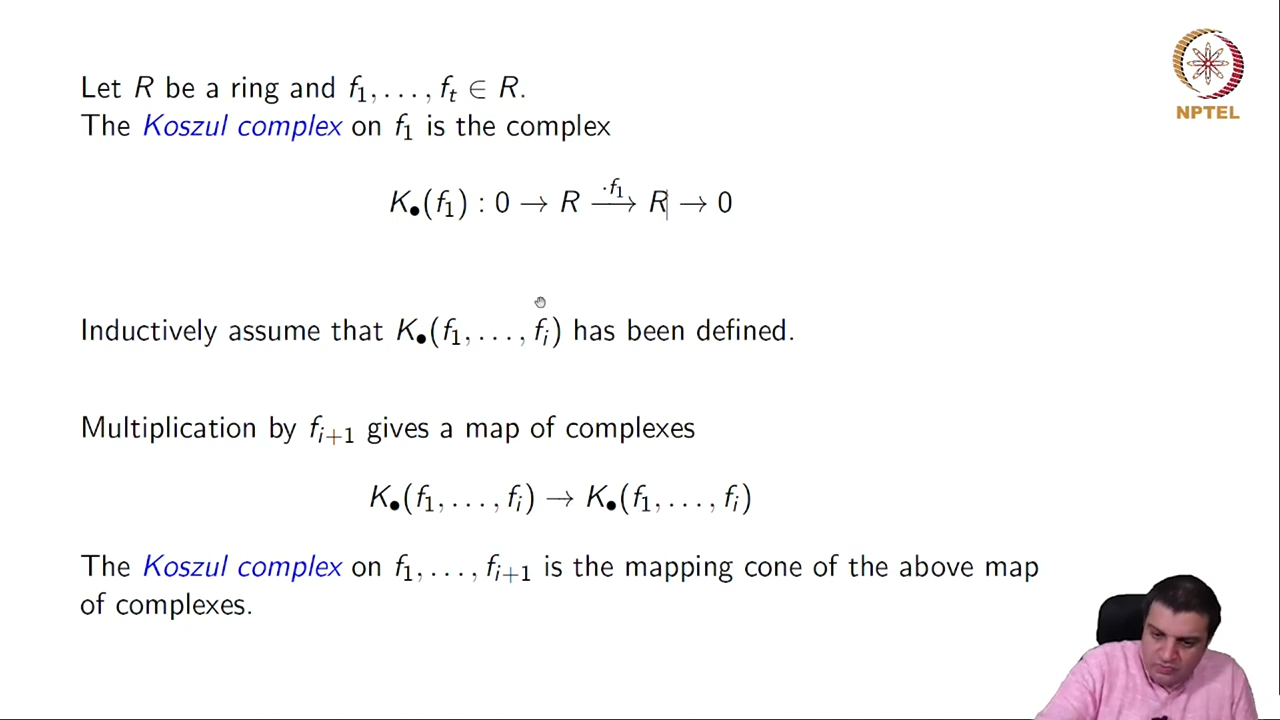 Let R be a ring and f₁, . . . , fₜ ∈ R.
NPTEL
The Koszul complex on f₁ is the complex
K•(f₁) : 0 → R —·f₁→ R → 0
Inductively assume that K•(f₁, . . . , fᵢ) has been defined.
Multiplication by fᵢ₊₁ gives a map of complexes
K•(f₁, . . . , fᵢ) → K•(f₁, . . . , fᵢ)
The Koszul complex on f₁, . . . , fᵢ₊₁ is the mapping cone of the above map
of complexes.